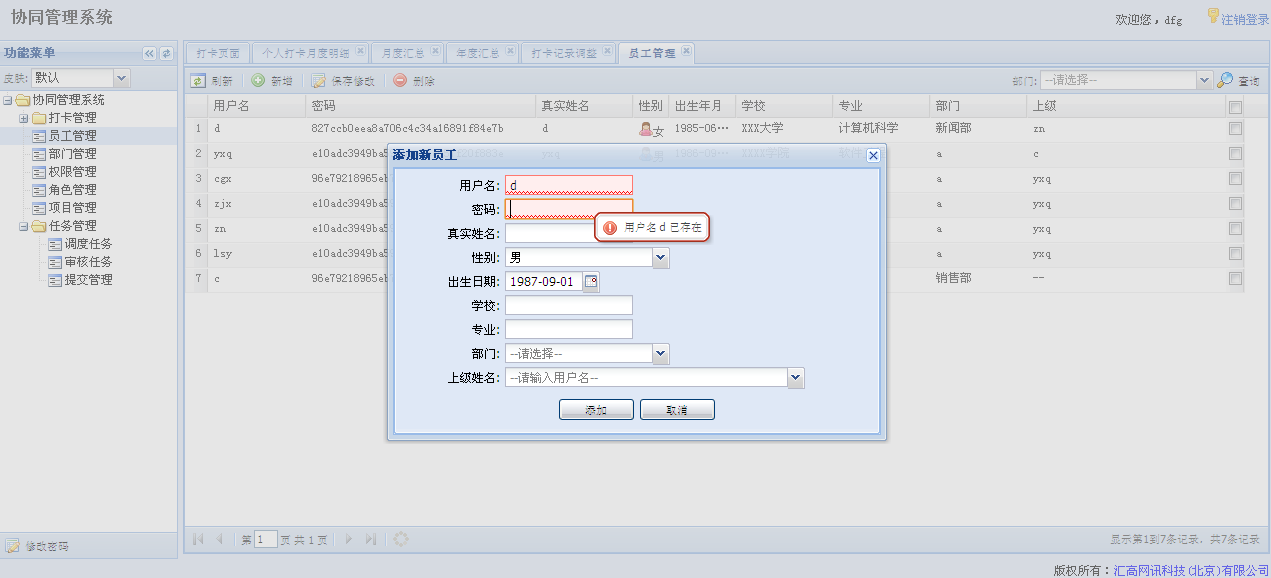 协同管理系统
欢迎您，dfg 注销登录
功能菜单
皮肤: 默认
协同管理系统
打卡管理
员工管理
部门管理
权限管理
角色管理
项目管理
任务管理
调度任务
审核任务
提交管理
修改密码
打卡页面 个人打卡月度明细 月度汇总 年度汇总 打卡记录调整 员工管理
刷新 新增 保存修改 删除 部门: --请选择-- 查询
用户名 密码 真实姓名 性别 出生年月 学校 专业 部门 上级
1 d 827ccb0eea8a706c4c34a16891f84e7b d 女 1985-06··· XXX大学 计算机科学 新闻部 zn
2 yxq e10adc3949ba5 yxq 男 a c
3 cgx 96e79218965eb a yxq
4 zjx e10adc3949ba5 a yxq
5 zn e10adc3949ba5 a yxq
6 lsy e10adc3949ba5 a yxq
7 c 96e79218965eb 销售部 --
添加新员工
用户名: d
密码:
用户名 d 已存在
真实姓名:
性别: 男
出生日期: 1987-09-01
学校:
专业:
部门: --请选择--
上级姓名: --请输入用户名--
添加 取消
第 1 页 共 1 页 显示第1到7条记录，共7条记录
版权所有：汇高网讯科技(北京)有限公司